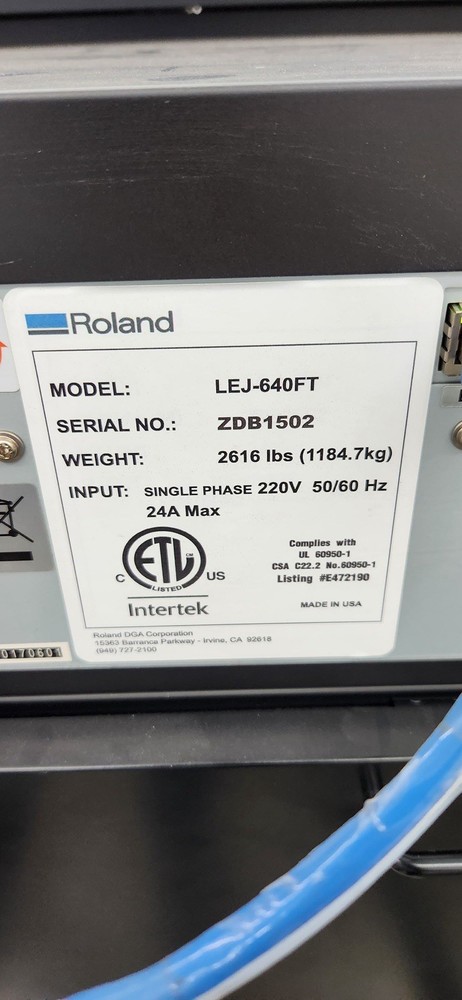 Roland
MODEL: LEJ-640FT
SERIAL NO.: ZDB1502
WEIGHT: 2616 lbs (1184.7kg)
INPUT: SINGLE PHASE 220V 50/60 Hz
24A Max
ETL CM
LISTED
C US
Intertek
Complies with
UL 60950-1
CSA C22.2 No.60950-1
Listing #E472190
MADE IN USA
Roland DGA Corporation
15363 Barranca Parkway - Irvine, CA 92618
(949) 727-2100
0170601